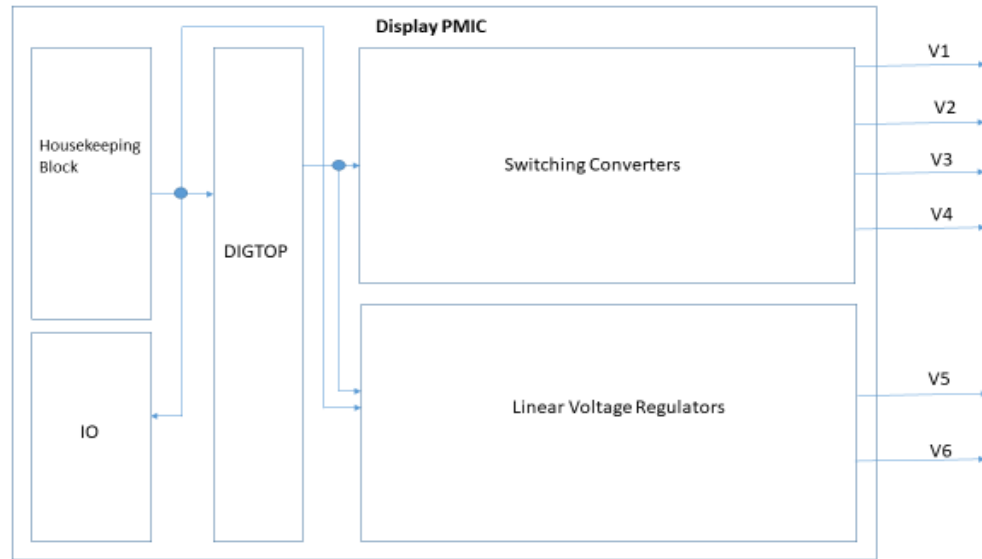 Display PMIC
Housekeeping
Block
IO
DIGTOP
Switching Converters
Linear Voltage Regulators
V1
V2
V3
V4
V5
V6